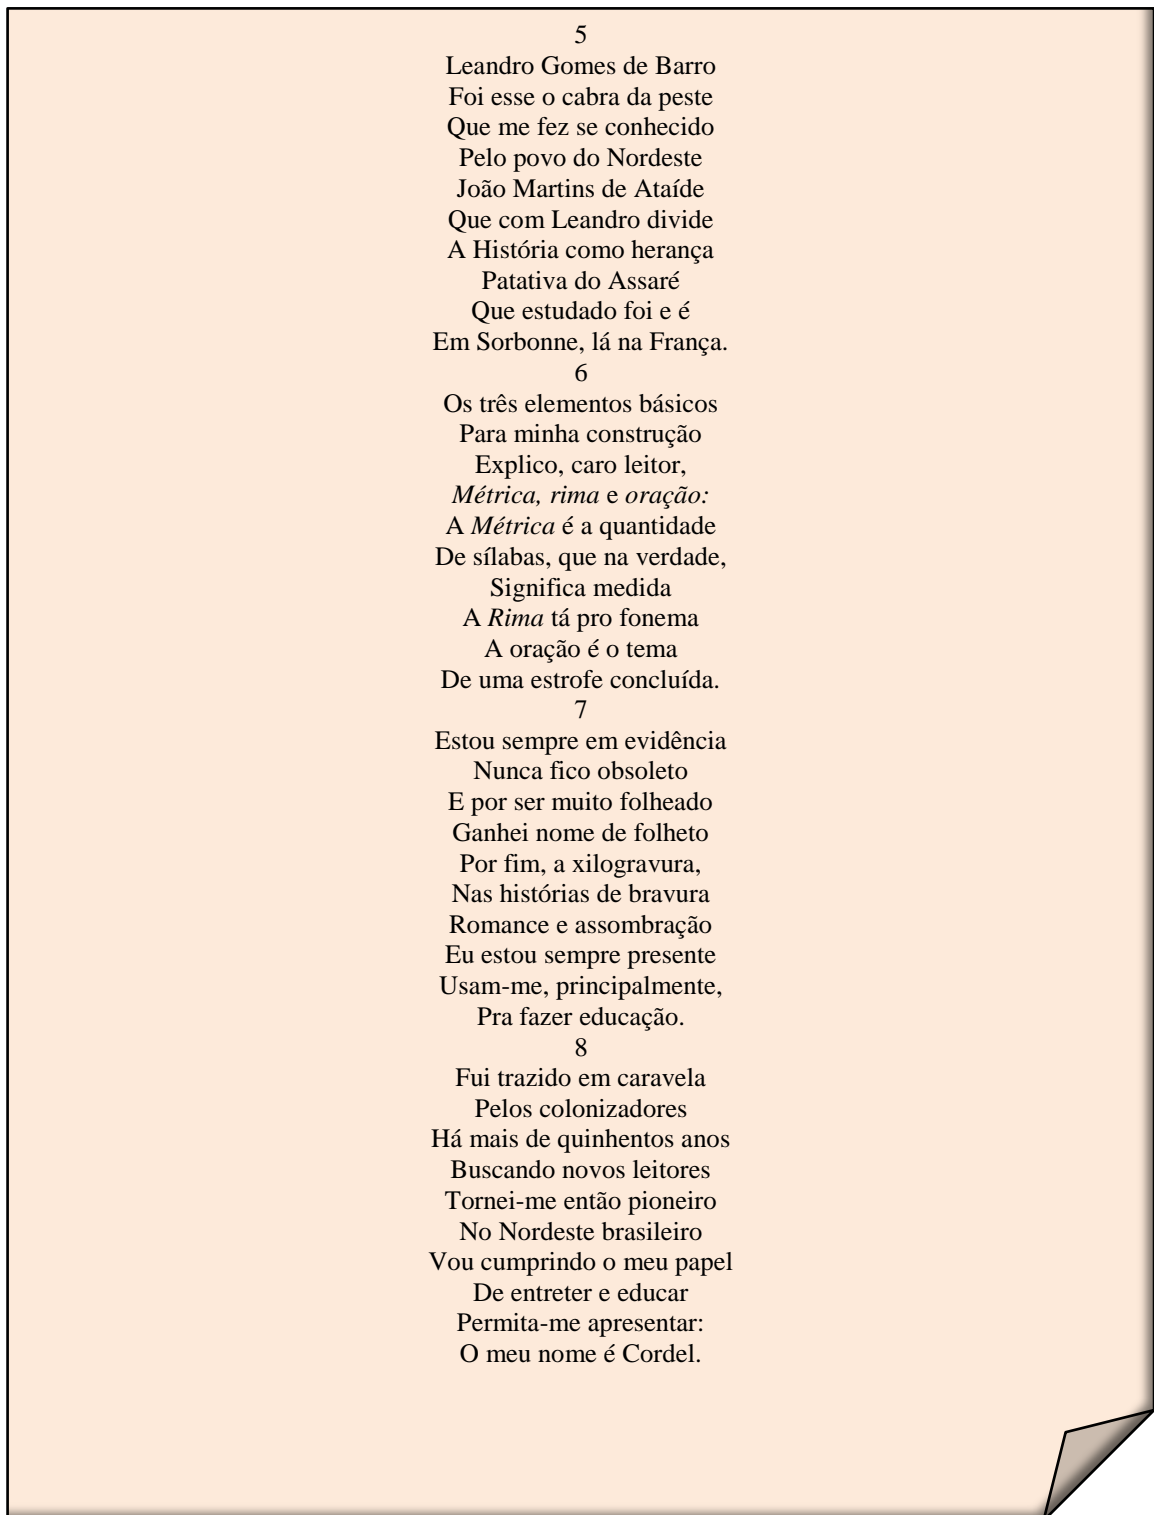 5
Leandro Gomes de Barro
Foi esse o cabra da peste
Que me fez se conhecido
Pelo povo do Nordeste
João Martins de Ataíde
Que com Leandro divide
A História como herança
Patativa do Assaré
Que estudado foi e é
Em Sorbonne, lá na França.
6
Os três elementos básicos
Para minha construção
Explico, caro leitor,
Métrica, rima e oração:
A Métrica é a quantidade
De sílabas, que na verdade,
Significa medida
A Rima tá pro fonema
A oração é o tema
De uma estrofe concluída.
7
Estou sempre em evidência
Nunca fico obsoleto
E por ser muito folheado
Ganhei nome de folheto
Por fim, a xilogravura,
Nas histórias de bravura
Romance e assombração
Eu estou sempre presente
Usam-me, principalmente,
Pra fazer educação.
8
Fui trazido em caravela
Pelos colonizadores
Há mais de quinhentos anos
Buscando novos leitores
Tornei-me então pioneiro
No Nordeste brasileiro
Vou cumprindo o meu papel
De entreter e educar
Permita-me apresentar:
O meu nome é Cordel.